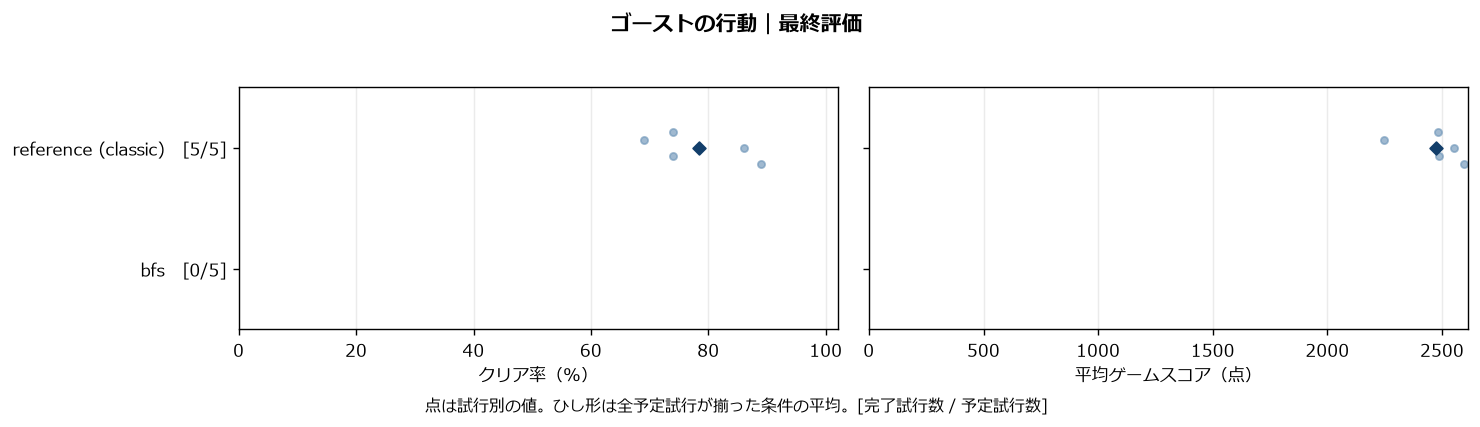 ゴーストの行動｜最終評価
reference (classic) [5/5]
bfs [0/5]
0 20 40 60 80 100
クリア率（%）
0 500 1000 1500 2000 2500
平均ゲームスコア（点）
点は試行別の値。ひし形は全予定試行が揃った条件の平均。[完了試行数 / 予定試行数]